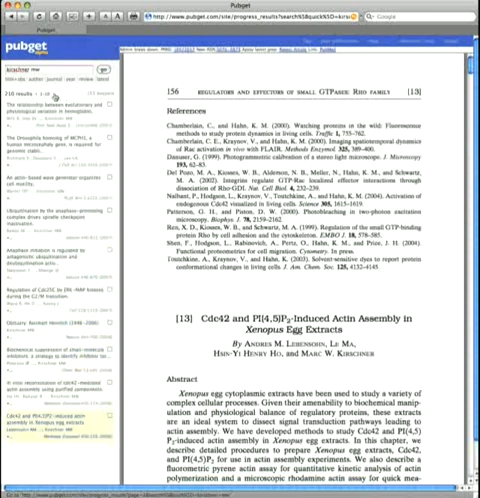 Pubget
http://www.pubget.com/site/progress_results?search%5B
Google
Pubget
pubget
kirschner mw
go
author journal year review latest
210 results
The relationship between evolutionary and
physiological variation in hemoglobin.
The Drosophila homolog of MCPH1, a
human microcephaly gene, is required for
genomic stabil..
An actin-based wave generator organizes
cell motility.
Ubiquitination by the anaphase-promoting
complex drives spindle checkpoint
inactivation.
Anaphase initiation is regulated by
antagonistic ubiquitination and
deubiquitination activ..
Regulation of Cdc25C by ERK-MAP kinases
during the G2/M transition.
Obituary: Barnett Heinrich
Biochemical suppression of small-molecule
inhibitors: a strategy to identify inhibitor
In vitro reconstitution of cdc42-mediated
actin assembly using purified components.
Cdc42 and PI(4,5)P2-induced actin
assembly in Xenopus egg extracts.
156 REGULATORS AND EFFECTORS OF SMALL GTPASES: RHO FAMILY [13]
References
Chamberlain, C., and Hahn, K. M. (2000). Watching proteins in the wild: Fluorescence
methods to study protein dynamics in living cells. Traffic 1, 755–762.
Chamberlain, C. E., Kraynov, V., and Hahn, K. M. (2000). Imaging spatiotemporal dynamics
of Rac activation in vivo with FLAIR. Methods Enzymol. 325, 389–400.
Danuser, G. (1999). Photogrammetric calibration of a stereo light microscope. J. Microscopy
193, 62–83.
Del Pozo, M. A., Kiosses, W. B., Alderson, N. B., Meller, N., Hahn, K. M., and Schwartz,
M. A. (2002). Integrins regulate GTP-Rac localized effector interactions through
dissociation of Rho-GDI. Nat. Cell Biol. 4, 232–239.
Nalbant, P., Hodgson, L., Kraynov, V., Toutchkine, A., and Hahn, K. M. (2004). Activation of
endogenous Cdc42 visualized in living cells. Science 305, 1615–1619.
Patterson, G. H., and Piston, D. W. (2000). Photobleaching in two-photon excitation
microscopy. Biophys. J. 78, 2159–2162
Ren, X. D., Kiosses, W. B., and Schwartz, M. A. (1999). Regulation of the small GTP-binding
protein Rho by cell adhesion and the cytoskeleton. EMBO J. 18, 578–585.
Shen, F., Hodgson, L., Rabinovich, A., Pertz, O., Hahn, K. M., and Price, J. H. (2004).
Functional proteometrics for cell migration. Cytometry. In press.
Toutchkine, A., Kraynov, V., and Hahn, K. (2003). Solvent-sensitive dyes to report protein
conformational changes in living cells. J. Am. Chem. Soc. 125, 4132–4145.
[13] Cdc42 and PI(4,5)P2-Induced Actin Assembly in
Xenopus Egg Extracts
By ANDRES M. LEBENSOHN, LE MA,
HSIN-YI HENRY HO, and MARC W. KIRSCHNER
Abstract
Xenopus egg cytoplasmic extracts have been used to study a variety of
complex cellular processes. Given their amenability to biochemical manip-
ulation and physiological balance of regulatory proteins, these extracts
are an ideal system to dissect signal transduction pathways leading to
actin assembly. We have developed methods to study Cdc42 and PI(4,5)
P2-induced actin assembly in Xenopus egg extracts. In this chapter, we
describe detailed procedures to prepare Xenopus egg extracts, Cdc42,
and PI(4,5)P2 for use in actin assembly experiments. We also describe a
fluorometric pyrene actin assay for quantitative kinetic analysis of actin
polymerization and a microscopic rhodamine actin assay for quick mea-